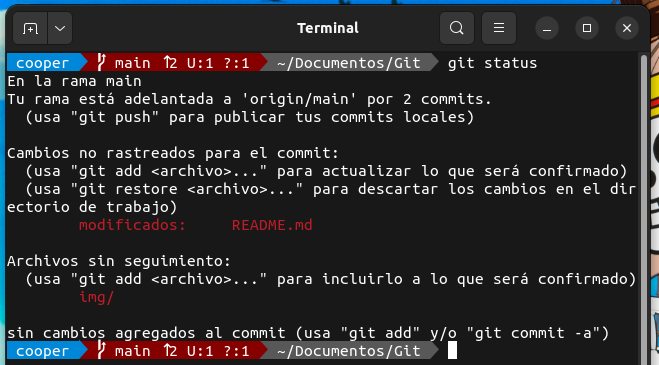 Terminal
cooper main ↑2 U:1 ?:1 ~/Documentos/Git git status
En la rama main
Tu rama está adelantada a 'origin/main' por 2 commits.
  (usa "git push" para publicar tus commits locales)

Cambios no rastreados para el commit:
  (usa "git add <archivo>..." para actualizar lo que será confirmado)
  (usa "git restore <archivo>..." para descartar los cambios en el dir
ectorio de trabajo)
        modificados:     README.md

Archivos sin seguimiento:
  (usa "git add <archivo>..." para incluirlo a lo que será confirmado)
        img/

sin cambios agregados al commit (usa "git add" y/o "git commit -a")
cooper main ↑2 U:1 ?:1 ~/Documentos/Git